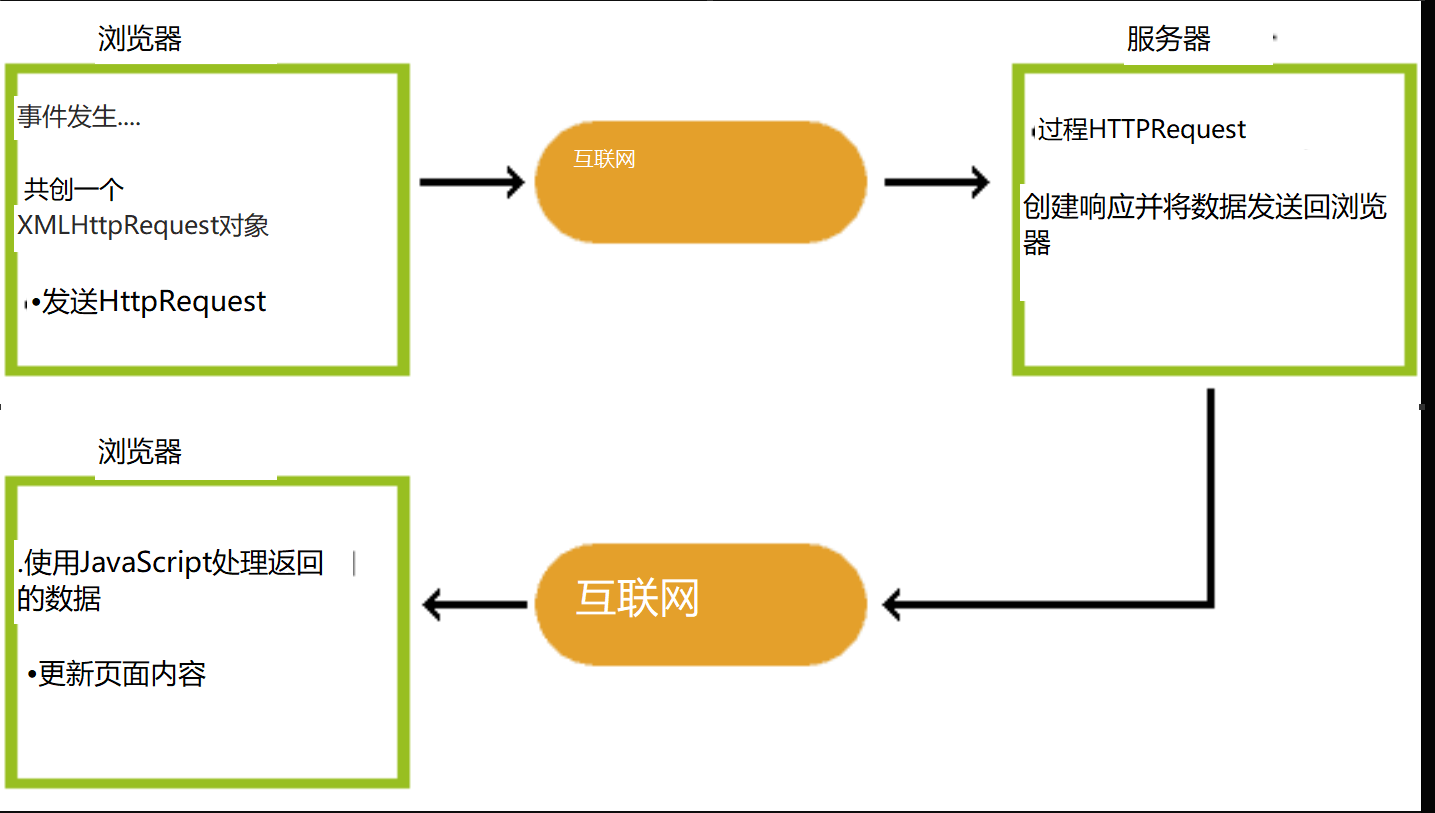 浏览器
事件发生....
共创一个
XMLHttpRequest对象
•发送HttpRequest
互联网
服务器
过程HTTPRequest
创建响应并将数据发送回浏览
器
浏览器
.使用JavaScript处理返回
的数据
•更新页面内容
互联网